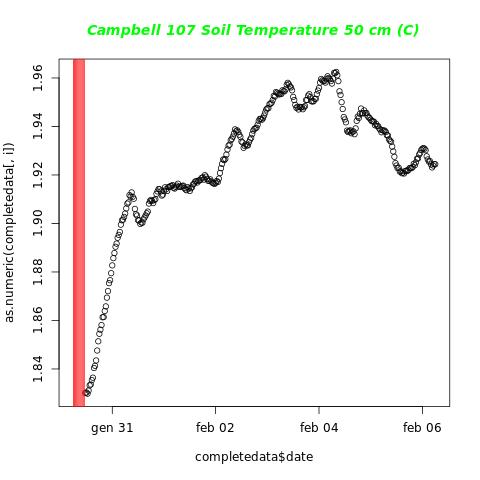 Campbell 107 Soil Temperature 50 cm (C)
as.numeric(completedata[, i])
1.96
1.94
1.92
1.90
1.88
1.86
1.84
gen 31
feb 02
feb 04
feb 06
completedata$date